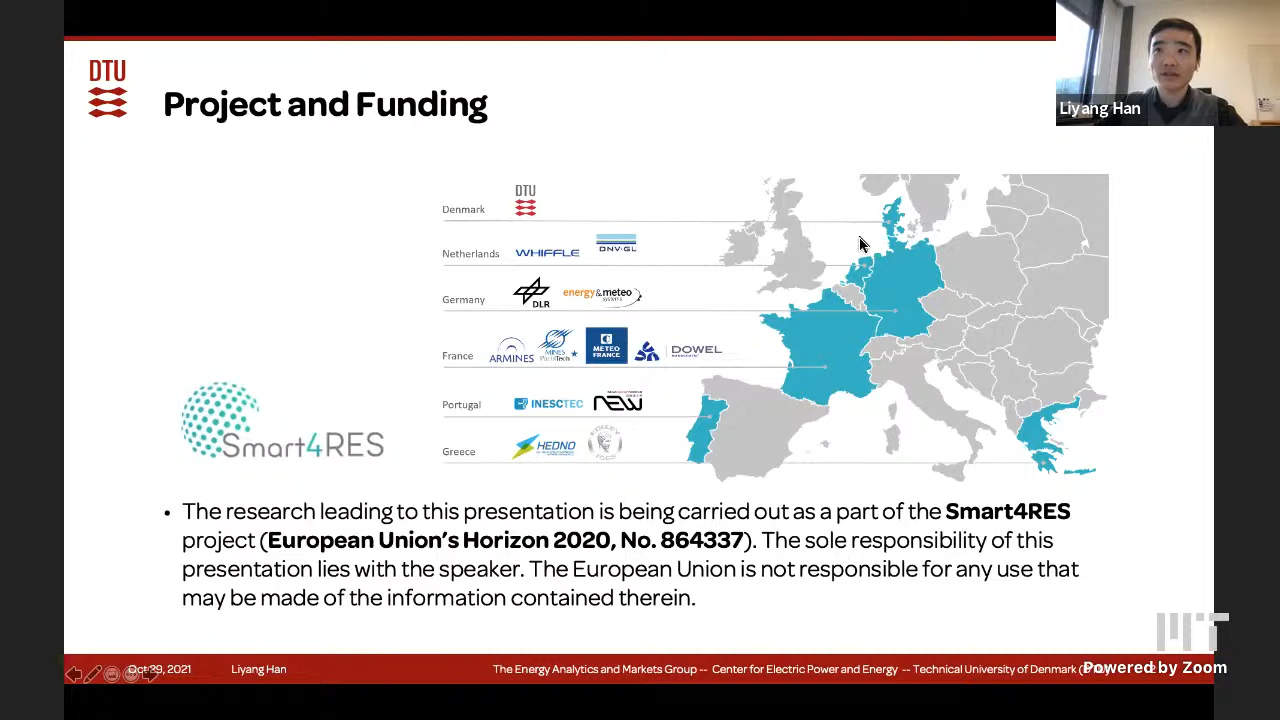 DTU
Project and Funding
Liyang Han
DTU
Denmark
Netherlands
WHIFFLE
DNV·GL
Germany
DLR
energy&meteo
systems
France
ARMINES
MINES
ParisTech
METEO
FRANCE
DOWEL
MANAGEMENT
Portugal
INESCTEC
NEW
Greece
HEDNO
Smart4RES
• The research leading to this presentation is being carried out as a part of the Smart4RES
project (European Union's Horizon 2020, No. 864337). The sole responsibility of this
presentation lies with the speaker. The European Union is not responsible for any use that
may be made of the information contained therein.
MIT
Oct 29, 2021
Liyang Han
The Energy Analytics and Markets Group -- Center for Electric Power and Energy -- Technical University of Denmark
Powered by Zoom